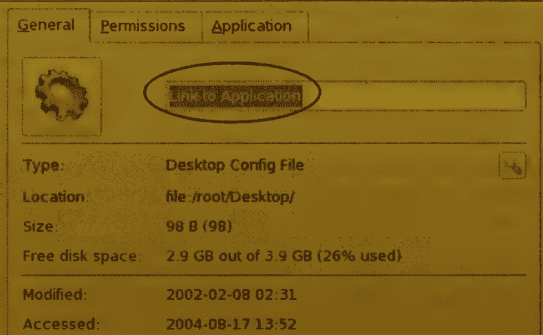 General Permissions Application
Link to Application
Type: Desktop Config File
Location: file:/root/Desktop/
Size: 98 B (98)
Free disk space: 2.9 GB out of 3.9 GB (26% used)
Modified: 2002-02-08 02:31
Accessed: 2004-08-17 13:52